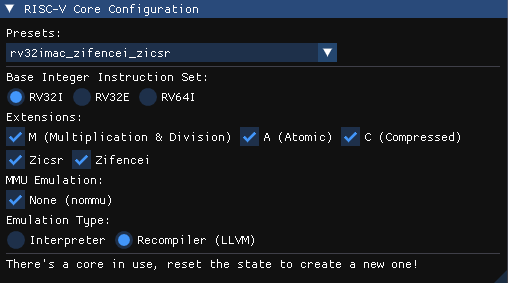 RISC-V Core Configuration
Presets:
rv32imac_zifencei_zicsr
Base Integer Instruction Set:
RV32I RV32E RV64I
Extensions:
M (Multiplication & Division) A (Atomic) C (Compressed)
Zicsr Zifencei
MMU Emulation:
None (nommu)
Emulation Type:
Interpreter Recompiler (LLVM)
There's a core in use, reset the state to create a new one!